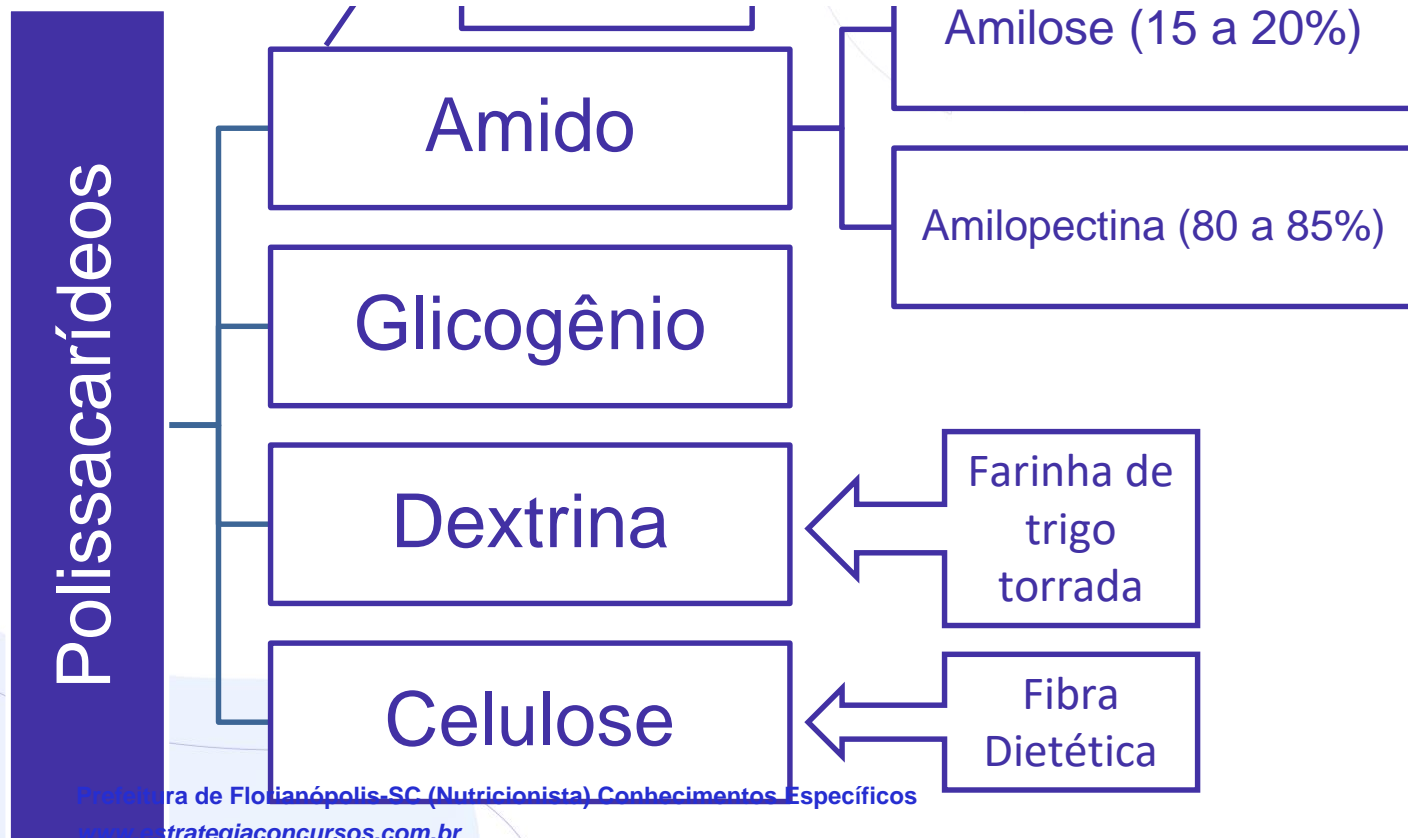 Polissacarídeos
Amido
Amilose (15 a 20%)
Amilopectina (80 a 85%)
Glicogênio
Dextrina
Farinha de
trigo
torrada
Celulose
Fibra
Dietética
Prefeitura de Florianópolis-SC (Nutricionista) Conhecimentos Específicos
www.estrategiaconcursos.com.br